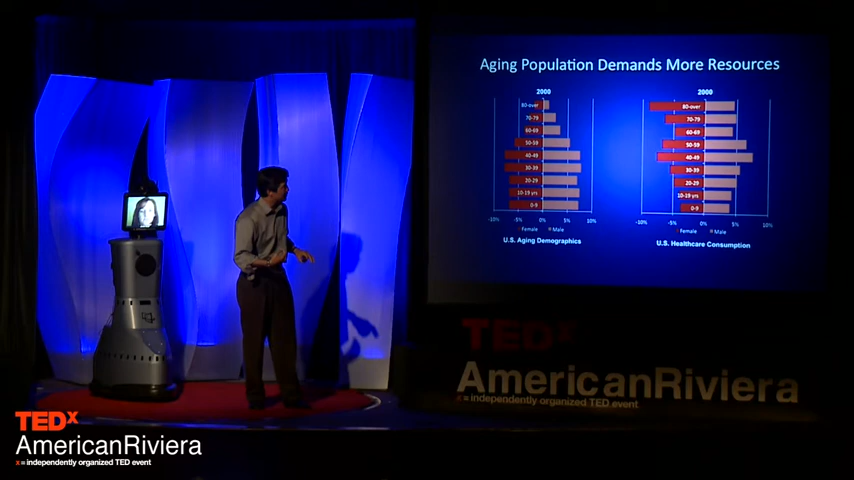 Aging Population Demands More Resources
2000
80-over
70-79
60-69
50-59
40-49
30-39
20-29
10-19 yrs
0-9
-10% -5% 0% 5% 10%
Female Male
U.S. Aging Demographics
2000
80-over
70-79
60-69
50-59
40-49
30-39
20-29
10-19 yrs
0-9
-10% -5% 0% 5% 10%
Female Male
U.S. Healthcare Consumption
TEDx
AmericanRiviera
x = independently organized TED event
TEDx
AmericanRiviera
x = independently organized TED event